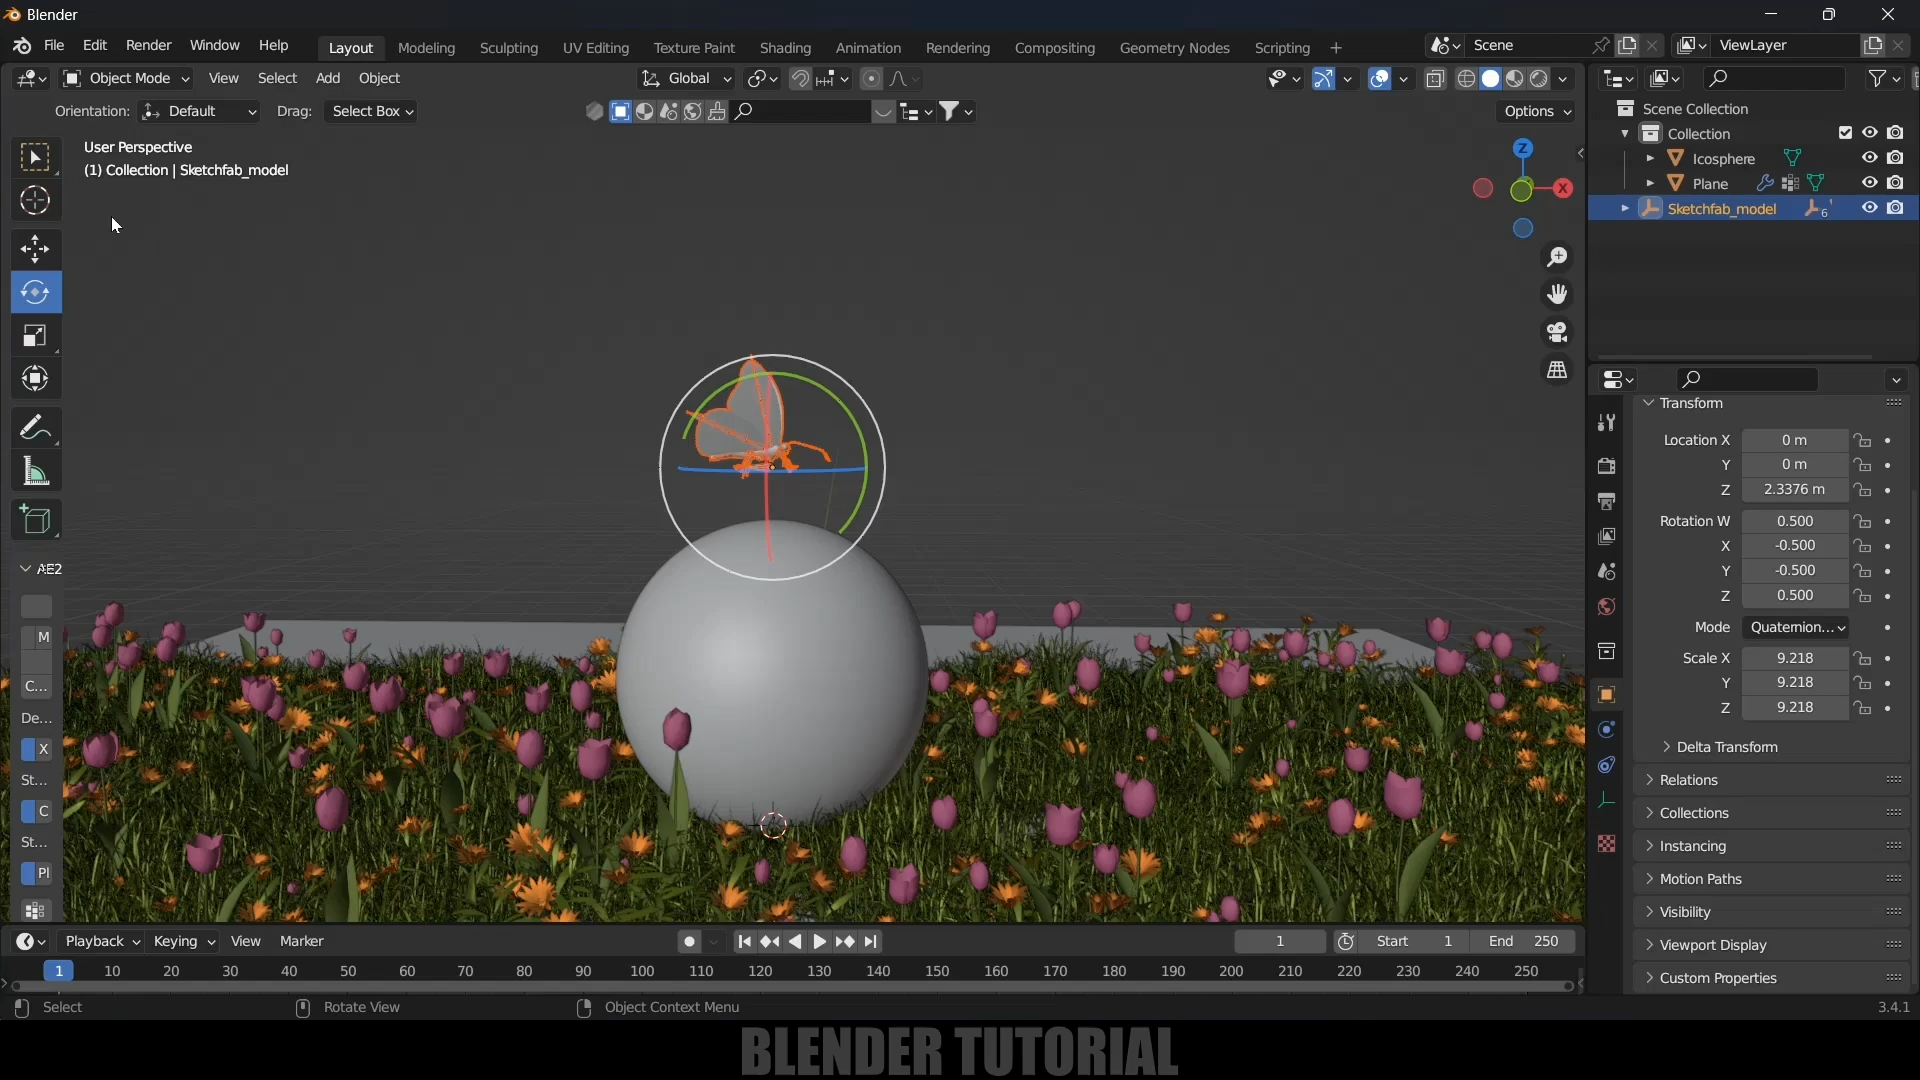 Blender
File Edit Render Window Help Layout Modeling Sculpting UV Editing Texture Paint Shading Animation Rendering Compositing Geometry Nodes Scripting + Scene ViewLayer
Object Mode View Select Add Object Global
Orientation: Default Drag: Select Box Options
Scene Collection
Collection
Icosphere
Plane
Sketchfab_model 6
User Perspective
(1) Collection | Sketchfab_model
Z
X
Transform
Location X 0 m
Y 0 m
Z 2.3376 m
Rotation W 0.500
X -0.500
Y -0.500
Z 0.500
Mode Quaternion...
Scale X 9.218
Y 9.218
Z 9.218
Delta Transform
Relations
Collections
Instancing
Motion Paths
Visibility
Viewport Display
Custom Properties
AE2
M
C...
De...
X
St...
C
St...
Pl
Playback Keying View Marker 1 Start 1 End 250
1 10 20 30 40 50 60 70 80 90 100 110 120 130 140 150 160 170 180 190 200 210 220 230 240 250
Select Rotate View Object Context Menu 3.4.1
BLENDER TUTORIAL